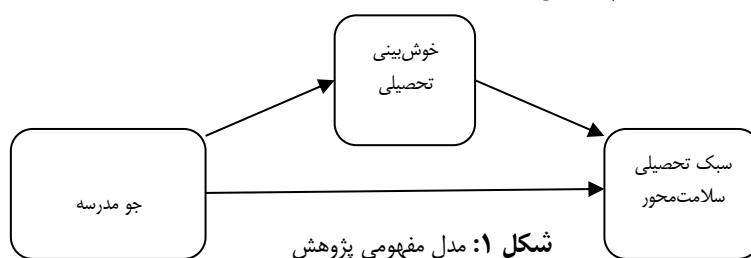 خوش‌بینی
تحصیلی
سبک تحصیلی
سلامت‌محور
جو مدرسه
شکل ۱: مدل مفهومی پژوهش